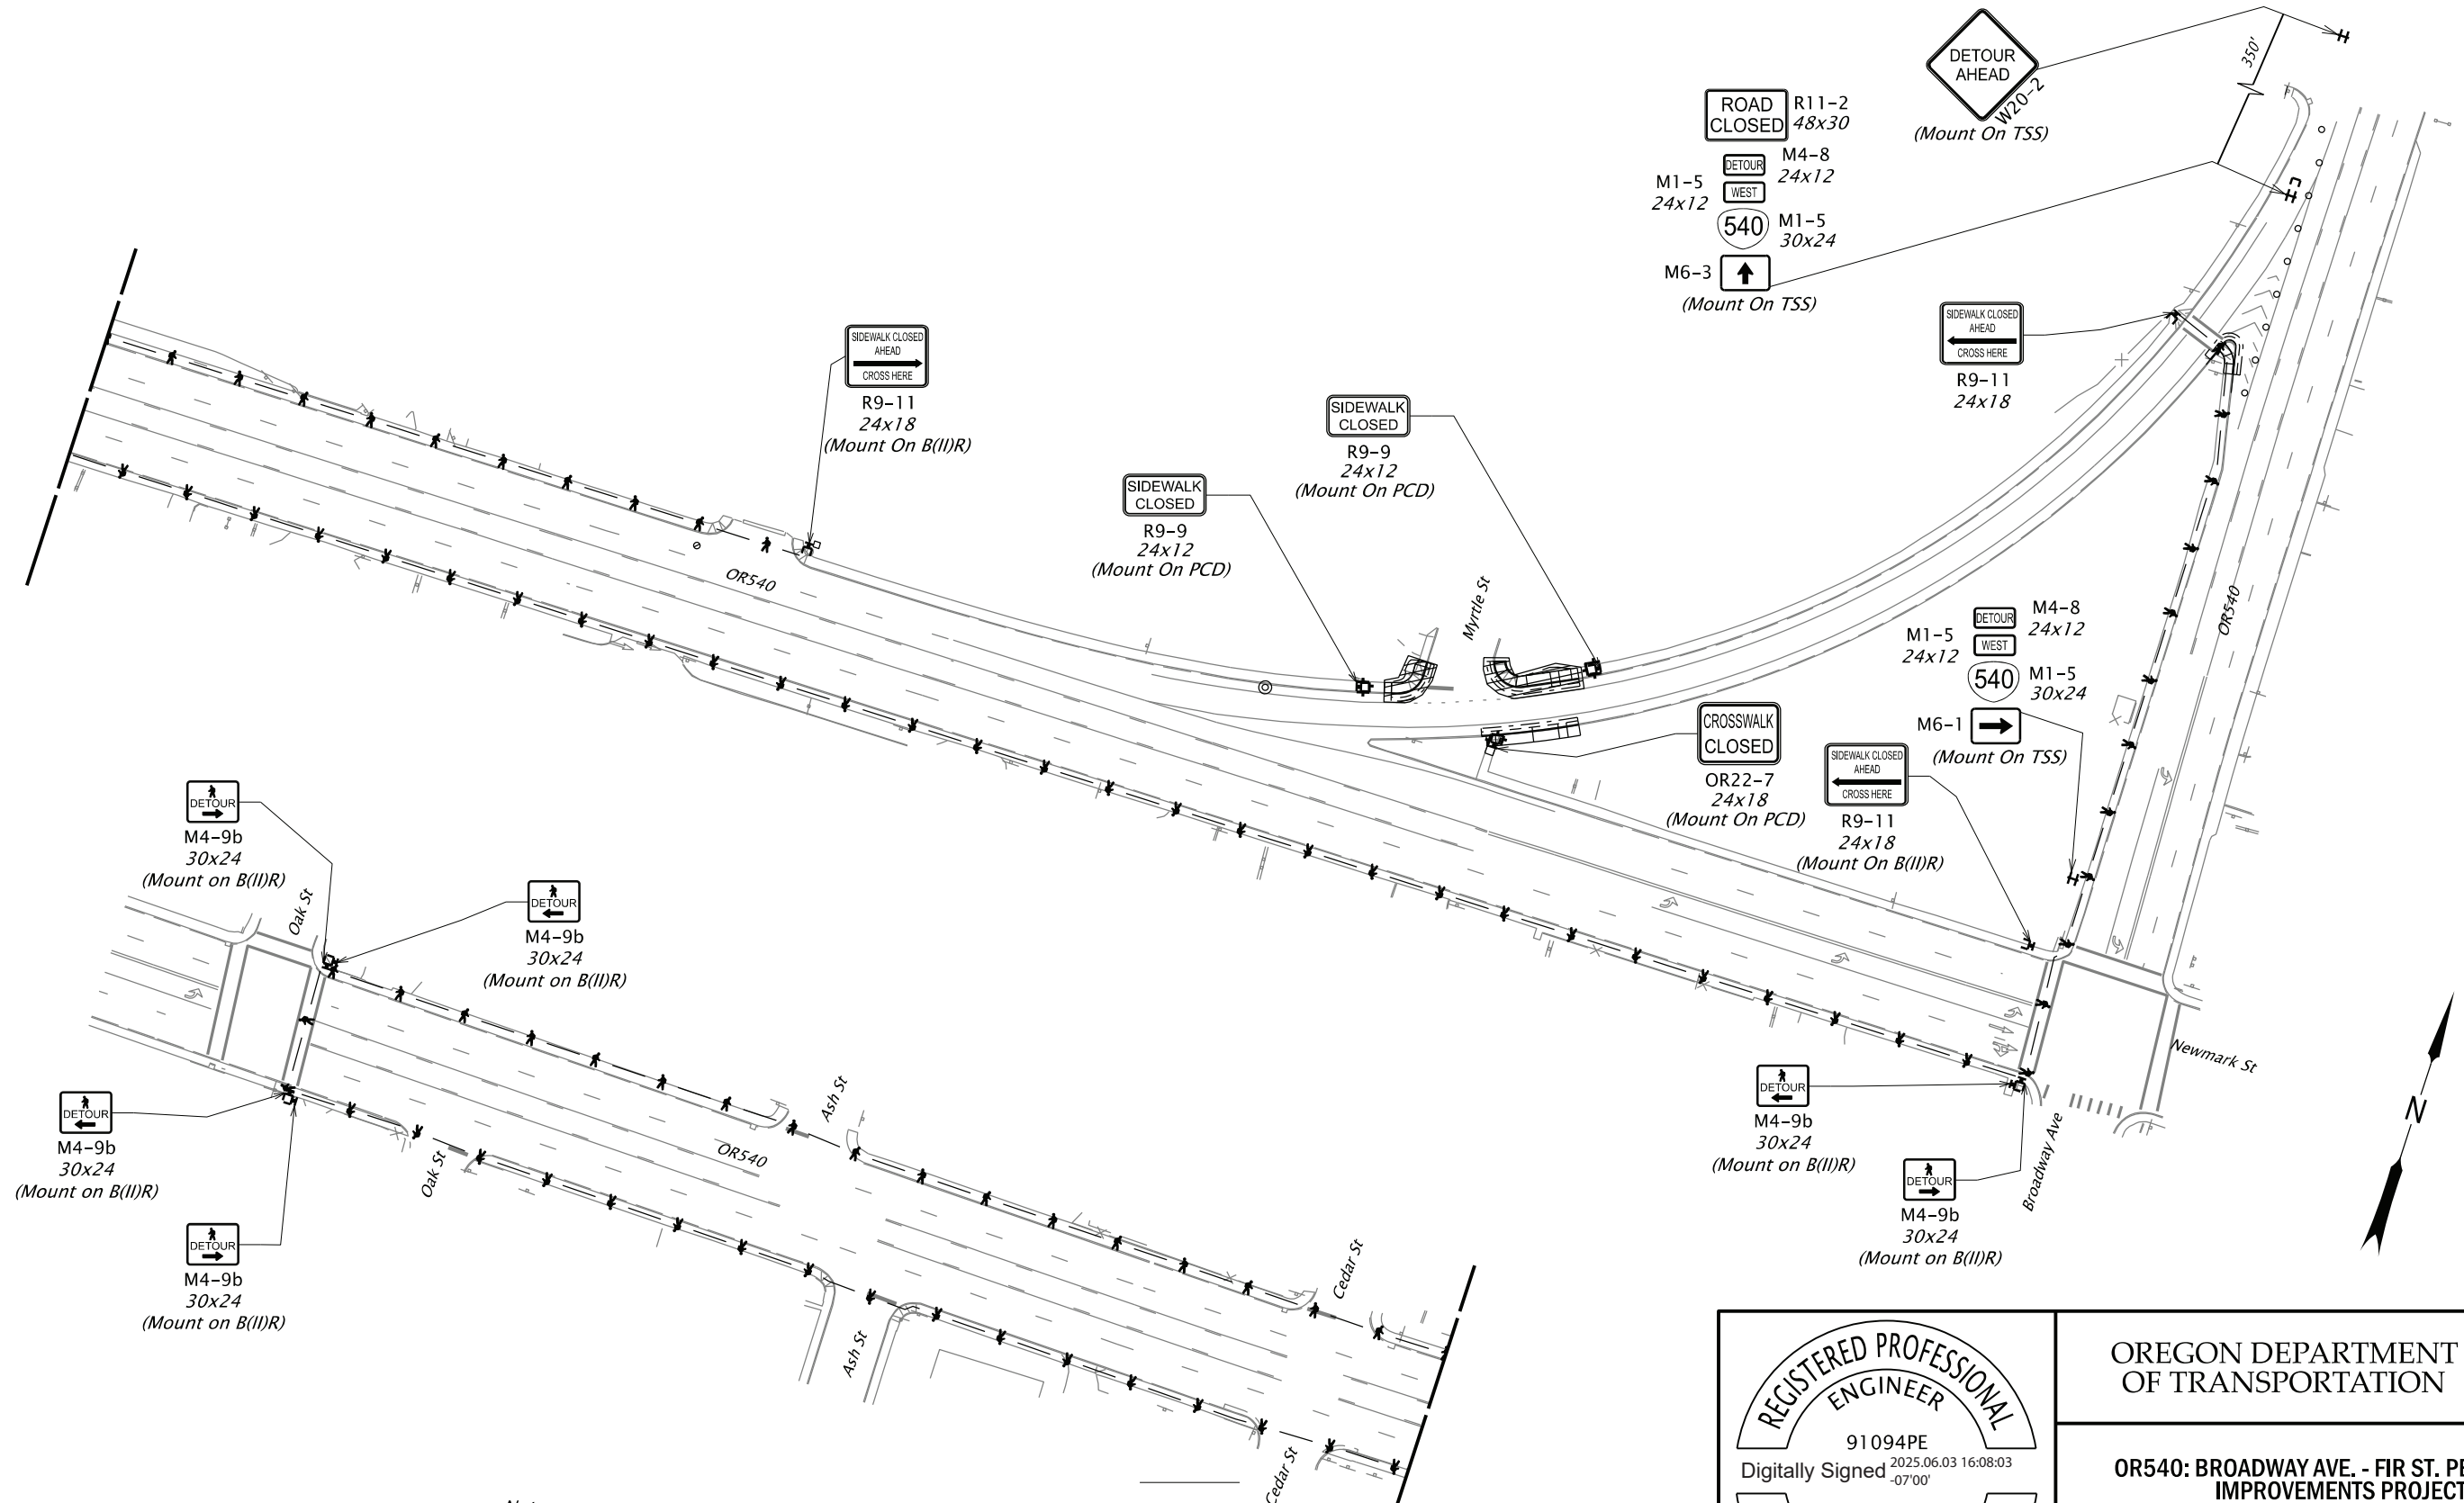 DETOUR
AHEAD
W20-2
(Mount On TSS)
350'
ROAD
CLOSED
R11-2
48x30
DETOUR
M4-8
24x12
M1-5
24x12
WEST
540
M1-5
30x24
M6-3
(Mount On TSS)
SIDEWALK CLOSED
AHEAD
CROSS HERE
R9-11
24x18
SIDEWALK CLOSED
AHEAD
CROSS HERE
R9-11
24x18
(Mount On B(II)R)
SIDEWALK
CLOSED
R9-9
24x12
(Mount On PCD)
SIDEWALK
CLOSED
R9-9
24x12
(Mount On PCD)
OR540
Myrtle St
OR540
DETOUR
M4-8
24x12
M1-5
24x12
WEST
540
M1-5
30x24
M6-1
(Mount On TSS)
CROSSWALK
CLOSED
OR22-7
24x18
(Mount On PCD)
SIDEWALK CLOSED
AHEAD
CROSS HERE
R9-11
24x18
(Mount On B(II)R)
DETOUR
M4-9b
30x24
(Mount on B(II)R)
Oak St
DETOUR
M4-9b
30x24
(Mount on B(II)R)
DETOUR
M4-9b
30x24
(Mount on B(II)R)
DETOUR
M4-9b
30x24
(Mount on B(II)R)
Oak St
OR540
Ash St
Ash St
Cedar St
Cedar St
Newmark St
Broadway Ave
DETOUR
M4-9b
30x24
(Mount on B(II)R)
DETOUR
M4-9b
30x24
(Mount on B(II)R)
N
REGISTERED PROFESSIONAL
ENGINEER
91094PE
Digitally Signed 2025.06.03 16:08:03
-07'00'
OREGON DEPARTMENT
OF TRANSPORTATION
OR540: BROADWAY AVE. - FIR ST. PE
IMPROVEMENTS PROJECT